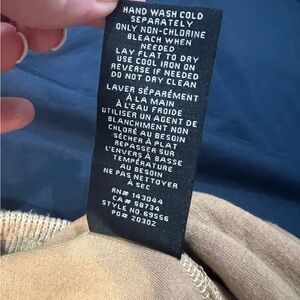 HAND WASH COLD
SEPARATELY
ONLY NON-CHLORINE
BLEACH WHEN
NEEDED
LAY FLAT TO DRY
USE COOL IRON ON
REVERSE IF NEEDED
DO NOT DRY CLEAN
LAVER SÉPARÉMENT
À LA MAIN
À L'EAU FROIDE
UTILISER UN AGENT DE
BLANCHIMENT NON
CHLORÉ AU BESOIN
SÉCHER À PLAT
REPASSER SUR
L'ENVERS À BASSE
TEMPÉRATURE
AU BESOIN
NE PAS NETTOYER
À SEC
RN# 143044
CA# 58734
STYLE NO. 69556
PO# 20302